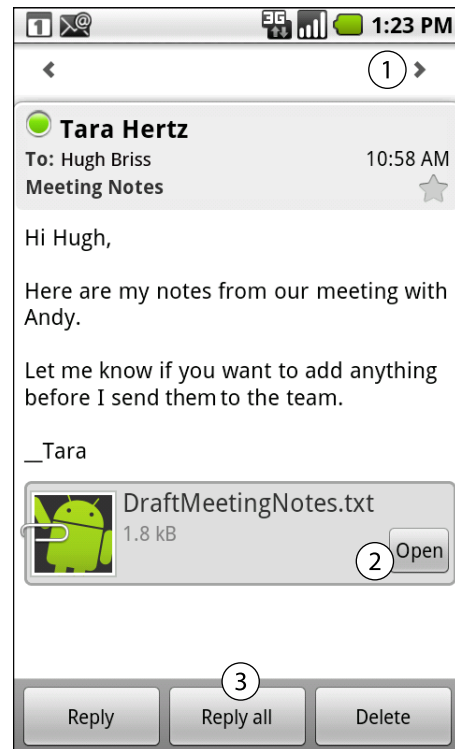 1 @ 3G 1:23 PM
1
Tara Hertz
To: Hugh Briss 10:58 AM
Meeting Notes
Hi Hugh,
Here are my notes from our meeting with
Andy.
Let me know if you want to add anything
before I send them to the team.
__Tara
DraftMeetingNotes.txt
1.8 kB
2 Open
3
Reply Reply all Delete